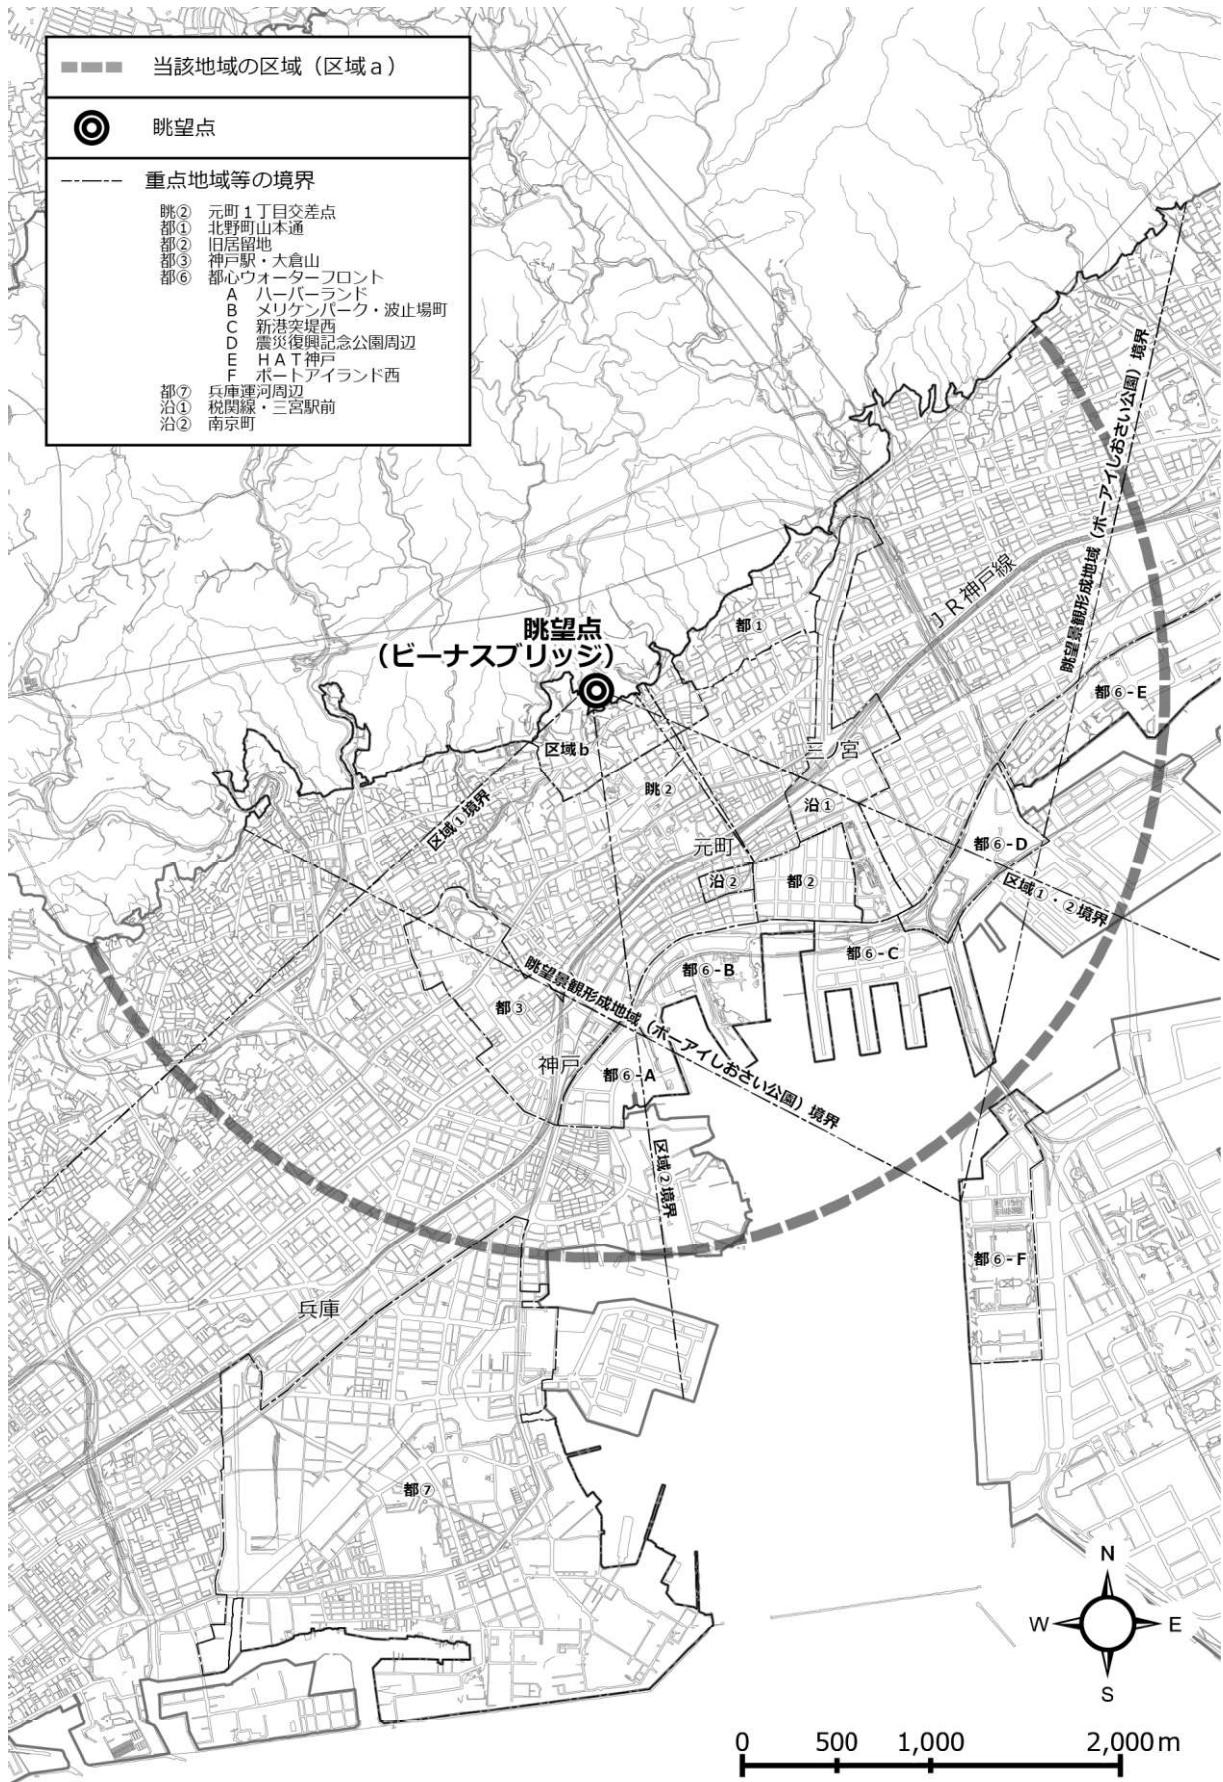 当該地域の区域（区域ａ）
眺望点
重点地域等の境界
眺② 元町１丁目交差点
都① 北野町山本通
都② 旧居留地
都③ 神戸駅・大倉山
都⑥ 都心ウォーターフロント
A ハーバーランド
B メリケンパーク・波止場町
C 新港突堤西
D 震災復興記念公園周辺
E ＨＡＴ神戸
F ポートアイランド西
都⑦ 兵庫運河周辺
沿① 税関線・三宮駅前
沿② 南京町
眺望景観形成地域（ポーアイしおさい公園）境界
ＪＲ神戸線
都①
眺望点
（ビーナスブリッジ）
都⑥-E
区域b
三ノ宮
眺②
沿①
区域①境界
元町
都⑥-D
沿②
都②
区域①・②境界
都⑥-C
都⑥-B
眺望景観形成地域（ポーアイしおさい公園）境界
都③
神戸
都⑥-A
区域②境界
都⑥-F
兵庫
都⑦
N
W
E
S
0 500 1,000 2,000m